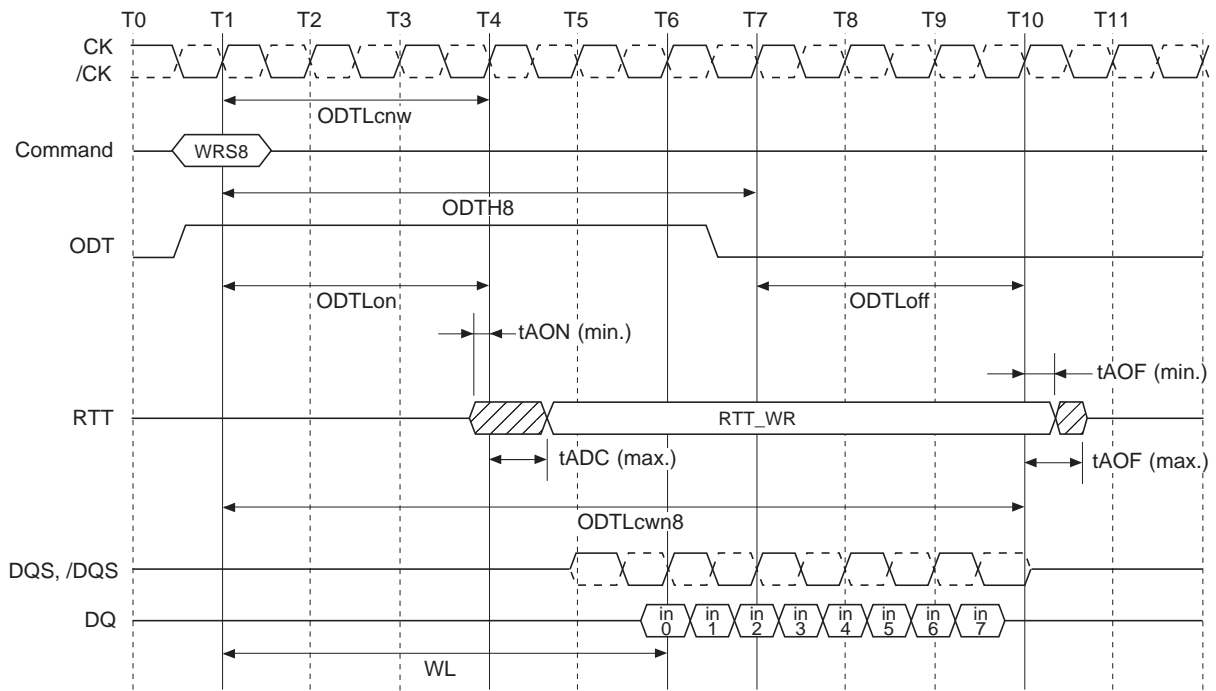 T0 T1 T2 T3 T4 T5 T6 T7 T8 T9 T10 T11
CK
/CK
ODTLcnw
Command
WRS8
ODTH8
ODT
ODTLon
ODTLoff
tAON (min.)
tAOF (min.)
RTT
RTT_WR
tADC (max.)
tAOF (max.)
ODTLcwn8
DQS, /DQS
DQ
in 0 in 1 in 2 in 3 in 4 in 5 in 6 in 7
WL